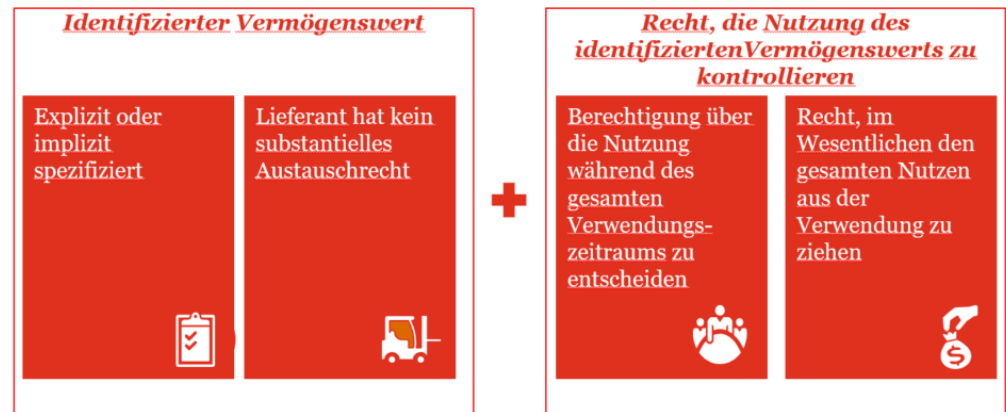 Identifizierter Vermögenswert
Explizit oder
implizit
spezifiziert
Lieferant hat kein
substantielles
Austauschrecht
Recht, die Nutzung des
identifiziertenVermögenswerts zu
kontrollieren
Berechtigung über
die Nutzung
während des
gesamten
Verwendungs-
zeitraums zu
entscheiden
Recht, im
Wesentlichen den
gesamten Nutzen
aus der
Verwendung zu
ziehen
$